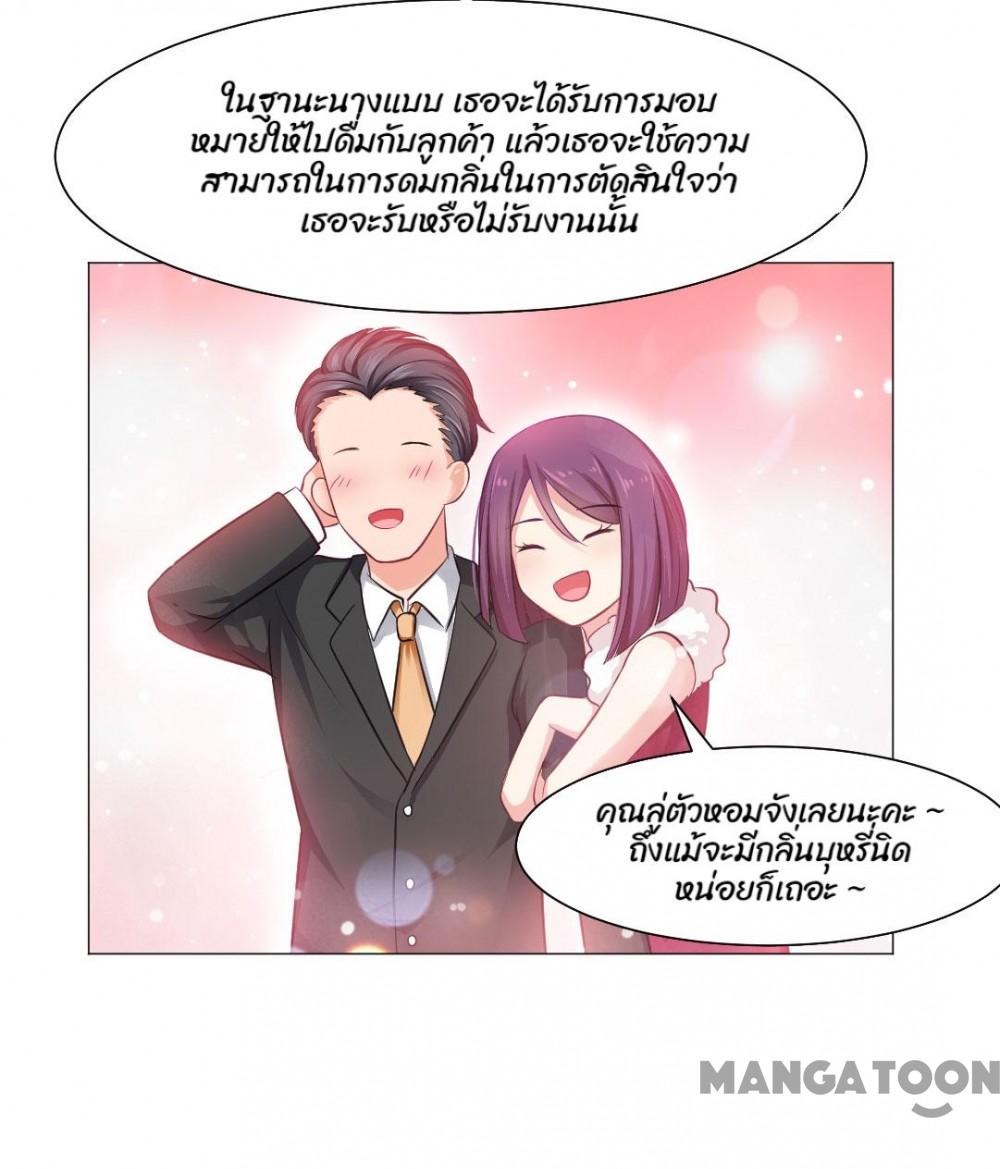 ในฐานะนางแบบ เธอจะได้รับการมอบ
หมายให้ไปดื่มกับลูกค้า แล้วเธอจะใช้ความ
สามารถในการดมกลิ่นในการตัดสินใจว่า
เธอจะรับหรือไม่รับงานนั้น
คุณลู่ตัวหอมจังเลยนะคะ ~
ถึงแม้จะมีกลิ่นบุหรี่นิด
หน่อยก็เถอะ ~
MANGA TOON